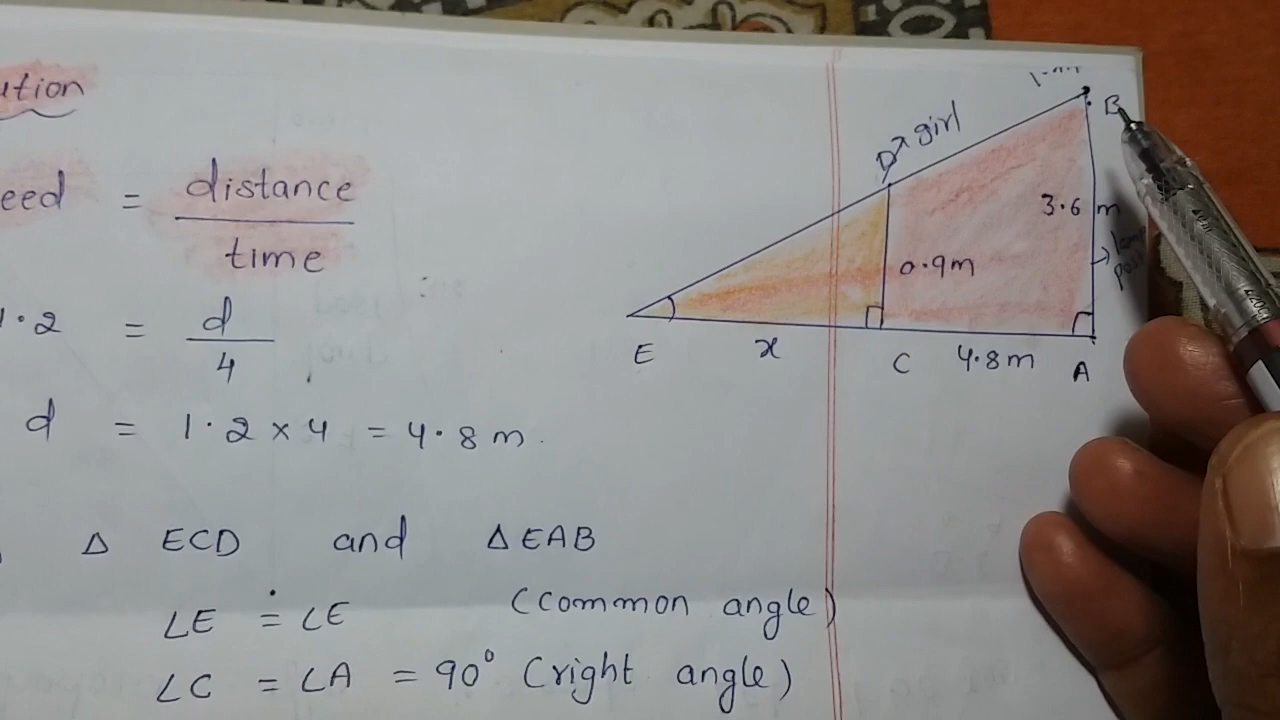 ution
eed = distance
time
1.2 = d
4
d = 1.2 × 4 = 4.8 m.
Δ ECD and Δ EAB
∠E = ∠E (common angle)
∠C = ∠A = 90° (right angle)
B
D girl
3.6 m
0.9m
E x C 4.8m A